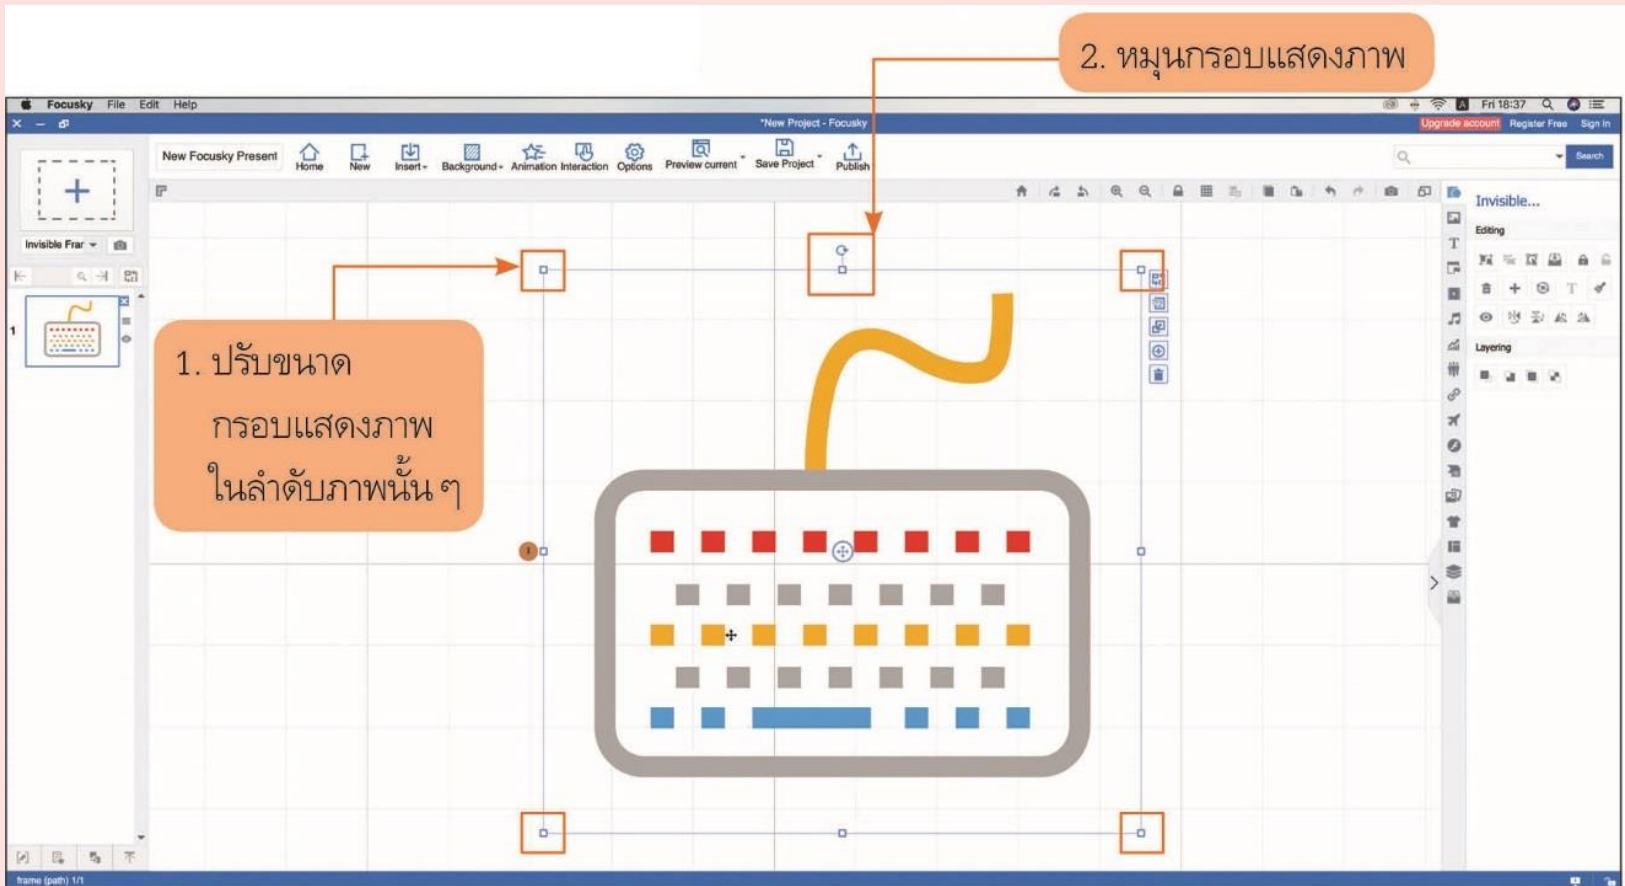 2. หมุนกรอบแสดงภาพ
Focusky File Edit Help
Fri 18:37
*New Project - Focusky
Upgrade account Register Free Sign In
New Focusky Present
Home New Insert Background Animation Interaction Options Preview current Save Project Publish
Search
Invisible Frar
Invisible...
Editing
Layering
1
1. ปรับขนาด
กรอบแสดงภาพ
ในลำดับภาพนั้น ๆ
1
frame (path) 1/1